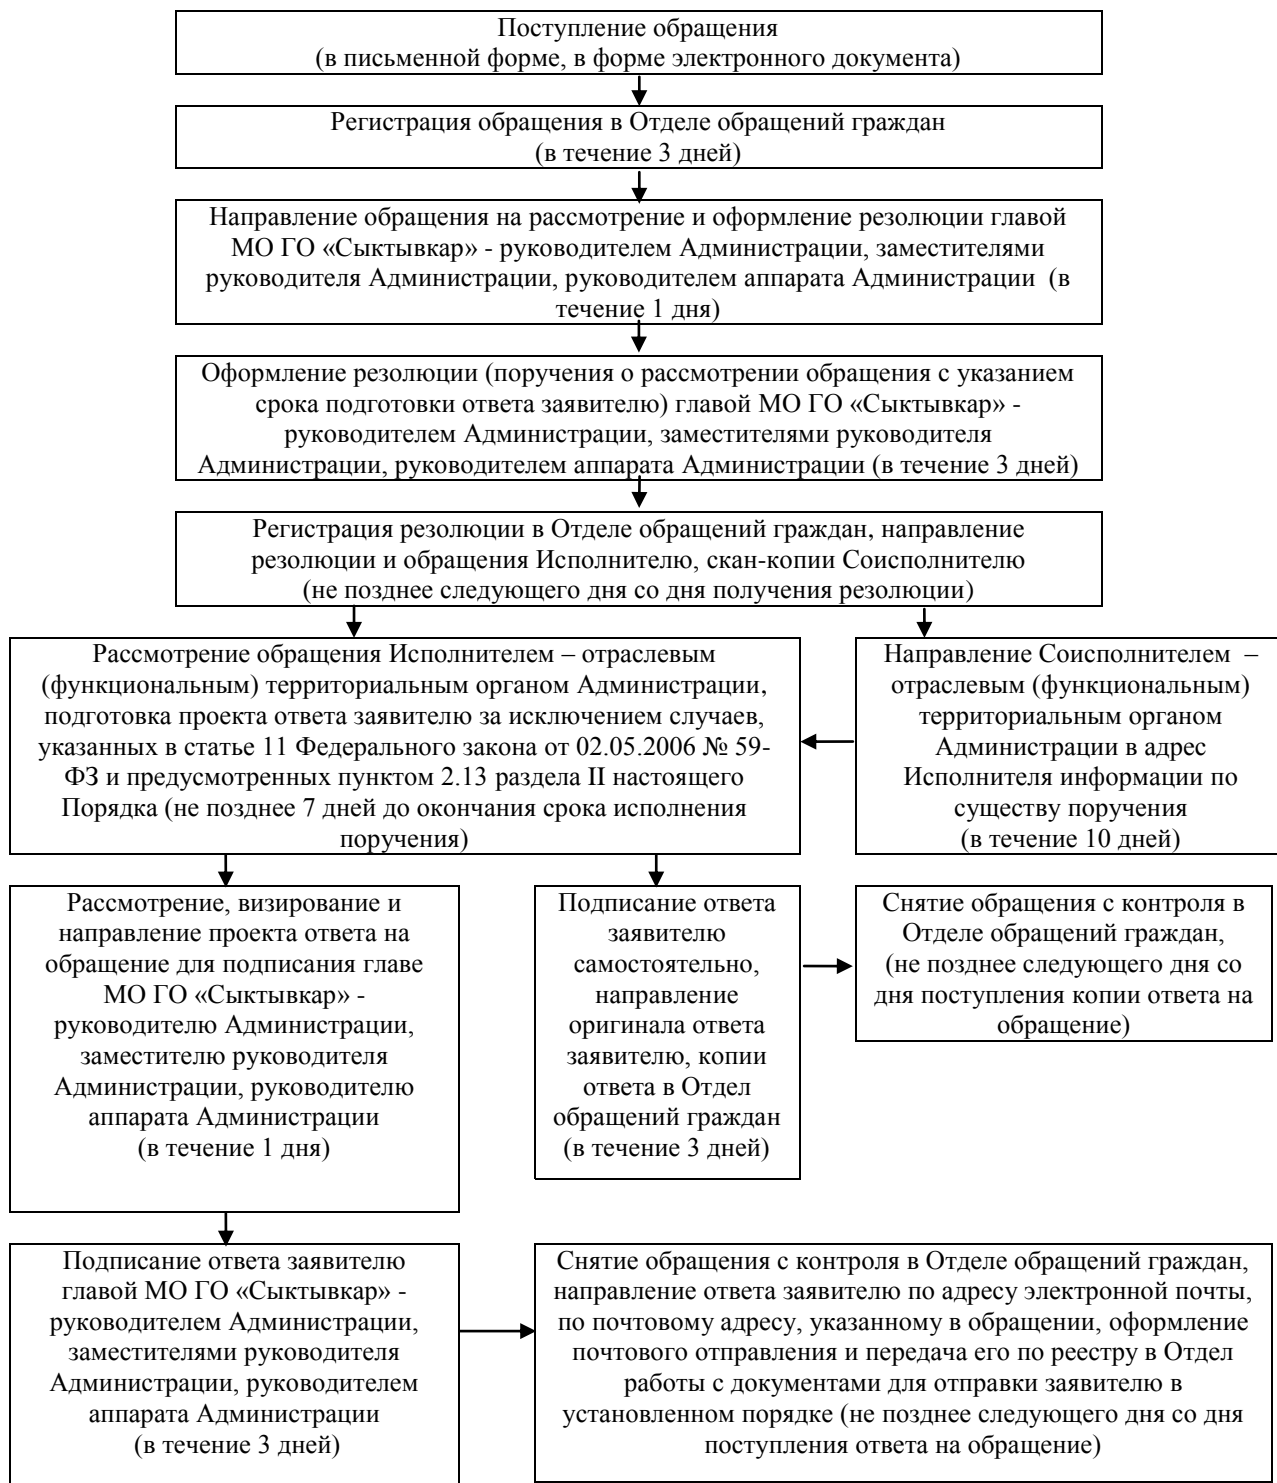 Поступление обращения
(в письменной форме, в форме электронного документа)
Регистрация обращения в Отделе обращений граждан
(в течение 3 дней)
Направление обращения на рассмотрение и оформление резолюции главой
МО ГО «Сыктывкар» - руководителем Администрации, заместителями
руководителя Администрации, руководителем аппарата Администрации (в
течение 1 дня)
Оформление резолюции (поручения о рассмотрении обращения с указанием
срока подготовки ответа заявителю) главой МО ГО «Сыктывкар» -
руководителем Администрации, заместителями руководителя
Администрации, руководителем аппарата Администрации (в течение 3 дней)
Регистрация резолюции в Отделе обращений граждан, направление
резолюции и обращения Исполнителю, скан-копии Соисполнителю
(не позднее следующего дня со дня получения резолюции)
Рассмотрение обращения Исполнителем – отраслевым
(функциональным) территориальным органом Администрации,
подготовка проекта ответа заявителю за исключением случаев,
указанных в статье 11 Федерального закона от 02.05.2006 № 59-
ФЗ и предусмотренных пунктом 2.13 раздела II настоящего
Порядка (не позднее 7 дней до окончания срока исполнения
поручения)
Направление Соисполнителем –
отраслевым (функциональным)
территориальным органом
Администрации в адрес
Исполнителя информации по
существу поручения
(в течение 10 дней)
Рассмотрение, визирование и
направление проекта ответа на
обращение для подписания главе
МО ГО «Сыктывкар» -
руководителю Администрации,
заместителю руководителя
Администрации, руководителю
аппарата Администрации
(в течение 1 дня)
Подписание ответа
заявителю
самостоятельно,
направление
оригинала ответа
заявителю, копии
ответа в Отдел
обращений граждан
(в течение 3 дней)
Снятие обращения с контроля в
Отделе обращений граждан,
(не позднее следующего дня со
дня поступления копии ответа на
обращение)
Подписание ответа заявителю
главой МО ГО «Сыктывкар» -
руководителем Администрации,
заместителями руководителя
Администрации, руководителем
аппарата Администрации
(в течение 3 дней)
Снятие обращения с контроля в Отделе обращений граждан,
направление ответа заявителю по адресу электронной почты,
по почтовому адресу, указанному в обращении, оформление
почтового отправления и передача его по реестру в Отдел
работы с документами для отправки заявителю в
установленном порядке (не позднее следующего дня со дня
поступления ответа на обращение)